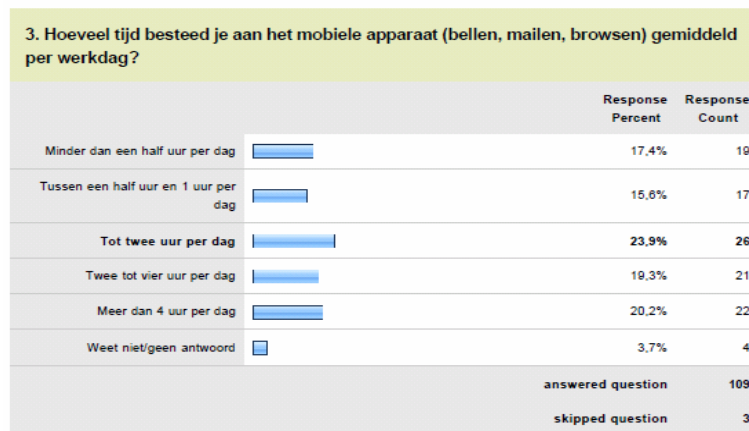 3. Hoeveel tijd besteed je aan het mobiele apparaat (bellen, mailen, browsen) gemiddeld
per werkdag?
Response Response
Percent Count
Minder dan een half uur per dag 17,4% 19
Tussen een half uur en 1 uur per
dag 15,6% 17
Tot twee uur per dag 23,9% 26
Twee tot vier uur per dag 19,3% 21
Meer dan 4 uur per dag 20,2% 22
Weet niet/geen antwoord 3,7% 4
answered question 109
skipped question 3